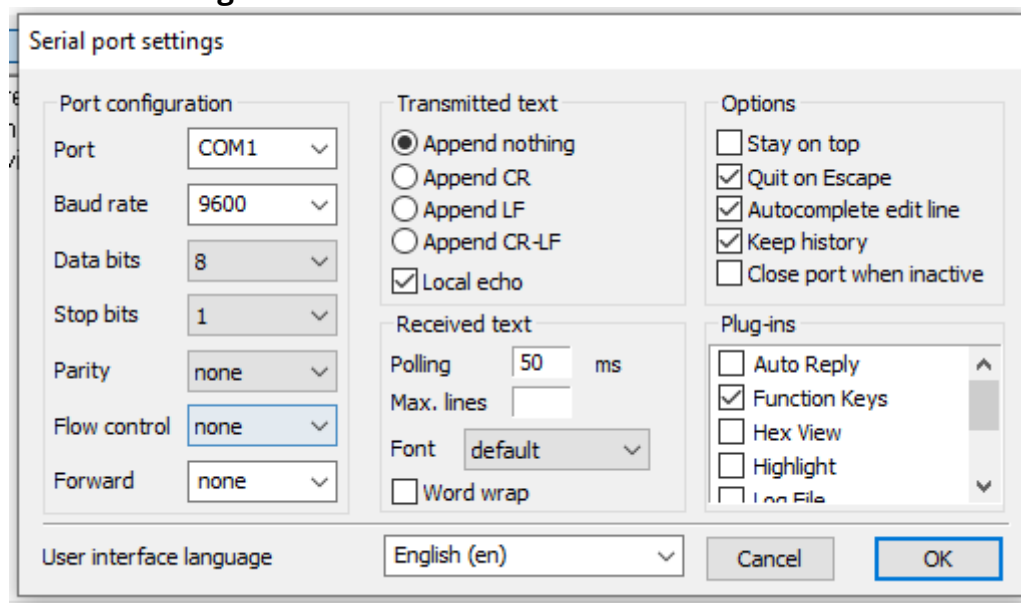 Serial port settings
Port configuration
Port COM1
Baud rate 9600
Data bits 8
Stop bits 1
Parity none
Flow control none
Forward none
Transmitted text
Append nothing
Append CR
Append LF
Append CR-LF
Local echo
Received text
Polling 50 ms
Max. lines
Font default
Word wrap
Options
Stay on top
Quit on Escape
Autocomplete edit line
Keep history
Close port when inactive
Plug-ins
Auto Reply
Function Keys
Hex View
Highlight
Log File
User interface language English (en)
Cancel OK